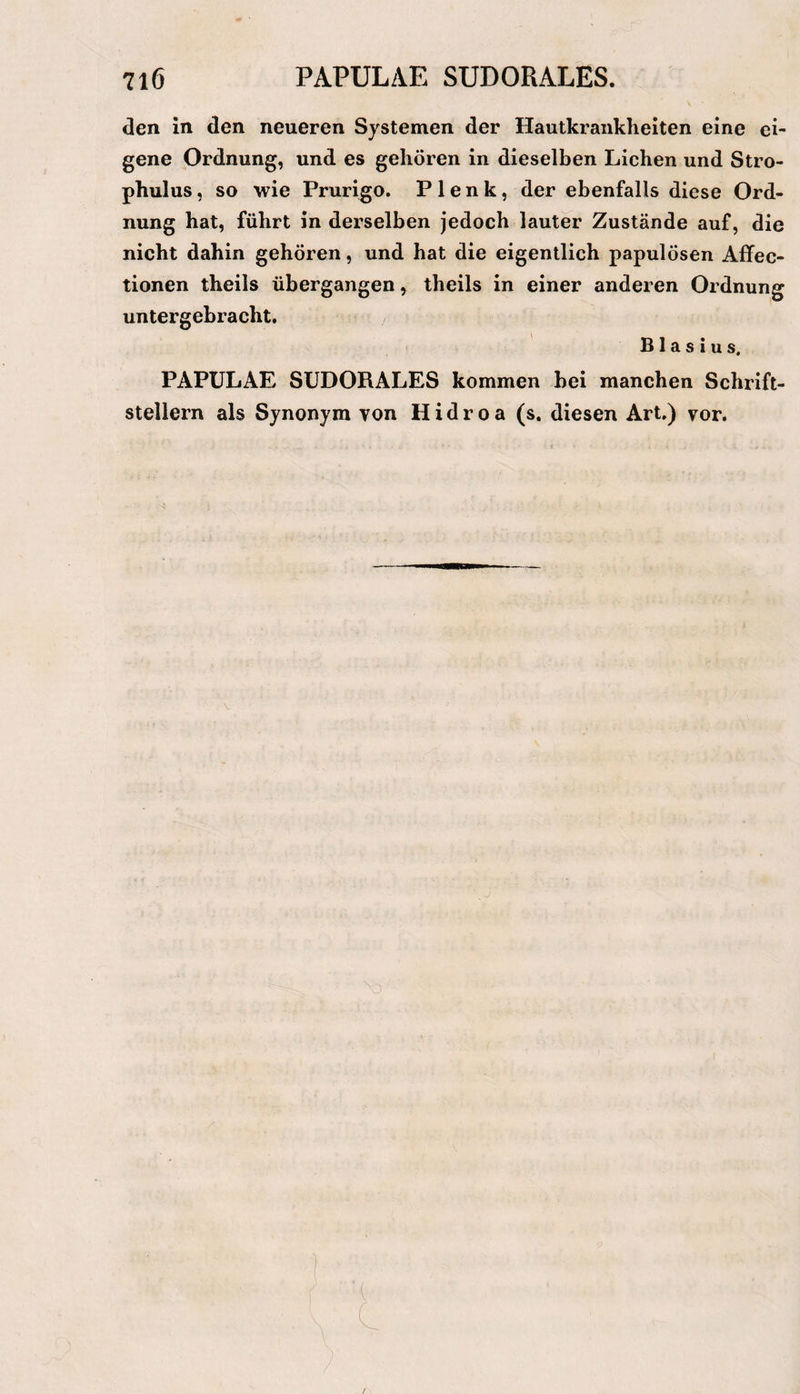 716 PAPULAE SUDORALES.
den in den neueren Systemen der Hautkrankheiten eine ei-
gene Ordnung, und es gehören in dieselben Lichen und Stro-
phulus, so wie Prurigo. Plenk, der ebenfalls diese Ord-
nung hat, führt in derselben jedoch lauter Zustände auf, die
nicht dahin gehören, und hat die eigentlich papulösen Affec-
tionen theils übergangen, theils in einer anderen Ordnung
untergebracht.
Blasius.
PAPULAE SUDORALES kommen bei manchen Schrift-
stellern als Synonym von Hidroa (s. diesen Art.) vor.